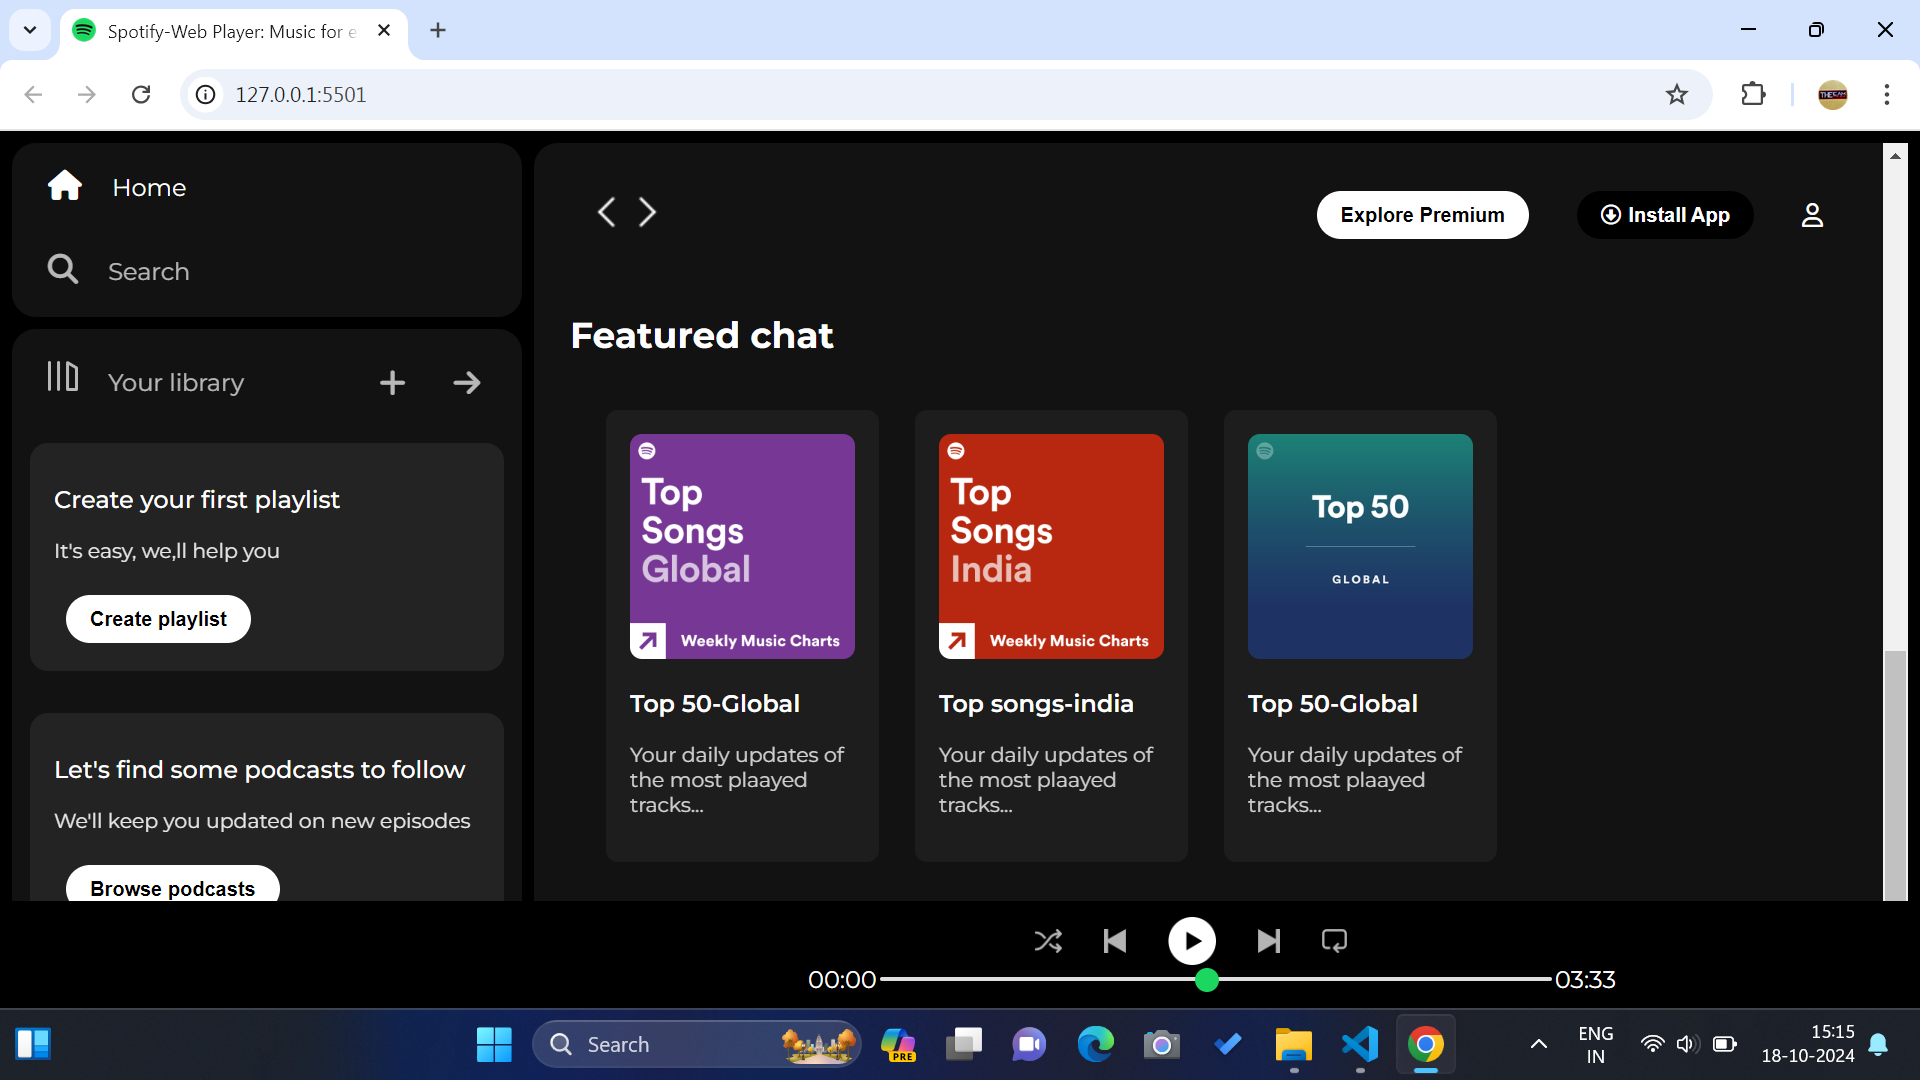 Spotify-Web Player: Music for e
127.0.0.1:5501
Home
Search
Your library
Create your first playlist
It's easy, we,ll help you
Create playlist
Let's find some podcasts to follow
We'll keep you updated on new episodes
Browse podcasts
Explore Premium
Install App
Featured chat
Top
Songs
Global
Weekly Music Charts
Top 50-Global
Your daily updates of
the most plaayed
tracks...
Top
Songs
India
Weekly Music Charts
Top songs-india
Your daily updates of
the most plaayed
tracks...
Top 50
GLOBAL
Top 50-Global
Your daily updates of
the most plaayed
tracks...
00:00
03:33
Search
PRE
ENG
IN
15:15
18-10-2024